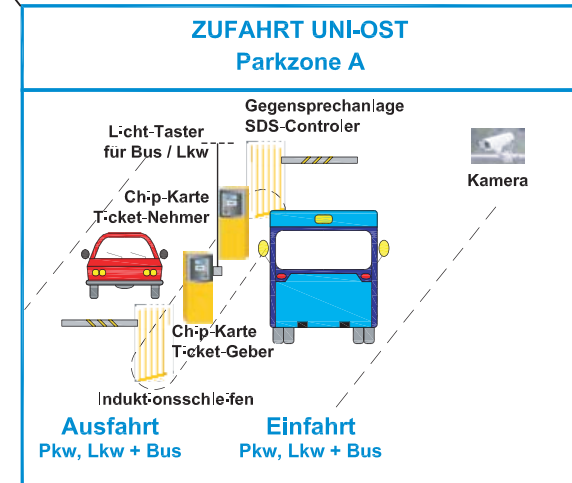 ZUFAHRT UNI-OST
Parkzone A
Gegensprechanlage
SDS-Controler
Licht-Taster
für Bus / Lkw
Kamera
Chip-Karte
Ticket-Nehmer
Chip-Karte
Ticket-Geber
Induktionsschleifen
Ausfahrt
Pkw, Lkw + Bus
Einfahrt
Pkw, Lkw + Bus